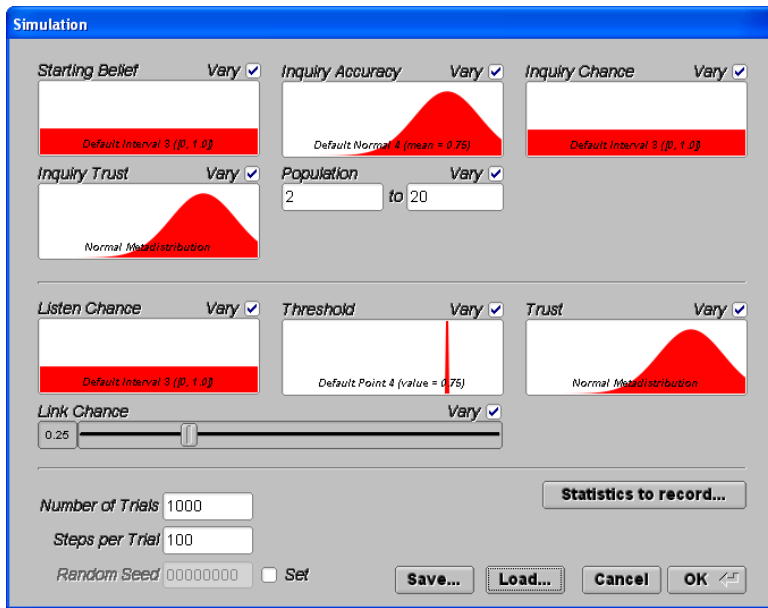 Simulation
Starting Belief Vary Inquiry Accuracy Vary Inquiry Chance Vary
Default Interval 3 ([0, 1.0]) Default Normal 4 (mean = 0.75) Default Interval 3 ([0, 1.0])
Inquiry Trust Vary Population Vary
2 to 20
Normal Metadistribution
Listen Chance Vary Threshold Vary Trust Vary
Default Interval 3 ([0, 1.0]) Default Point 4 (value = 0.75) Normal Metadistribution
Link Chance Vary
0.25
Statistics to record...
Number of Trials 1000
Steps per Trial 100
Random Seed 00000000 Set
Save... Load... Cancel OK